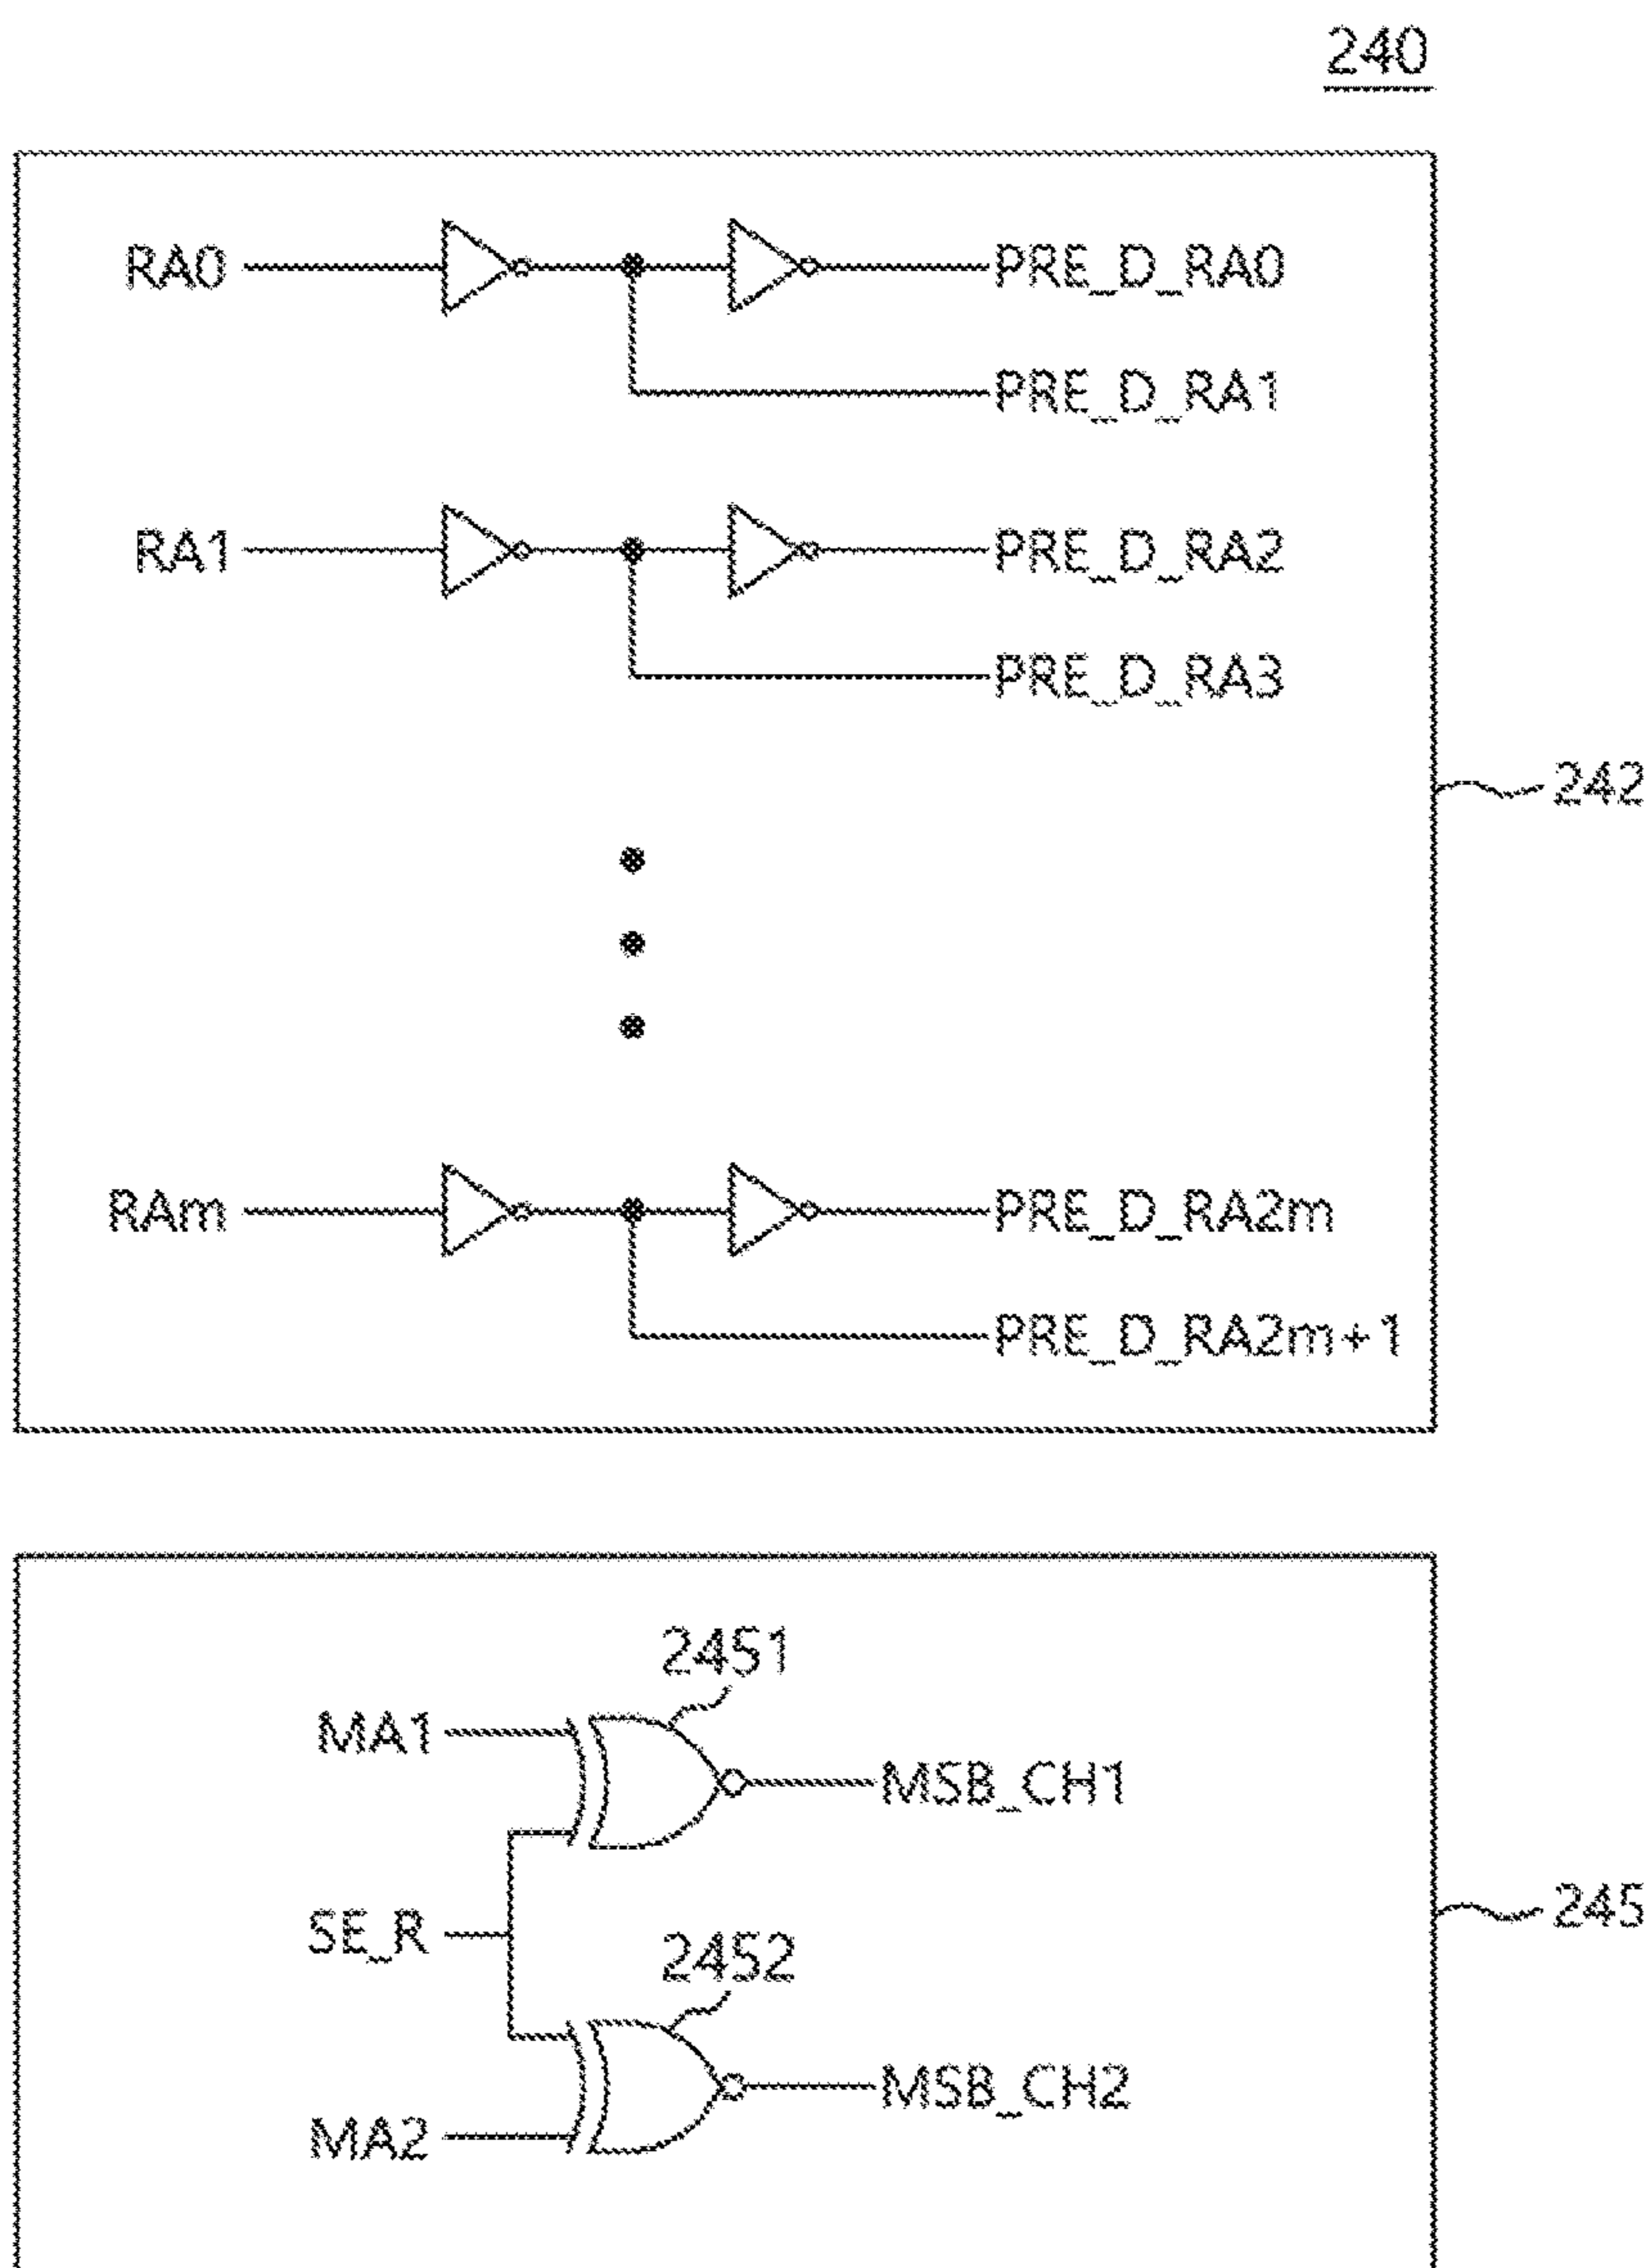 240
RA0
PRE_D_RA0
PRE_D_RA1
RA1
PRE_D_RA2
PRE_D_RA3
242
RAm
PRE_D_RA2m
PRE_D_RA2m+1
2451
MA1
MSB_CH1
SE_R
245
2452
MSB_CH2
MA2